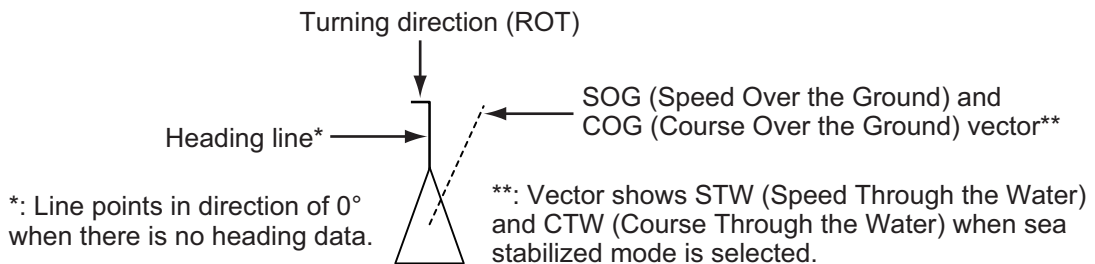 Turning direction (ROT)
SOG (Speed Over the Ground) and
COG (Course Over the Ground) vector**
Heading line*
*: Line points in direction of 0°
when there is no heading data.
**: Vector shows STW (Speed Through the Water)
and CTW (Course Through the Water) when sea
stabilized mode is selected.